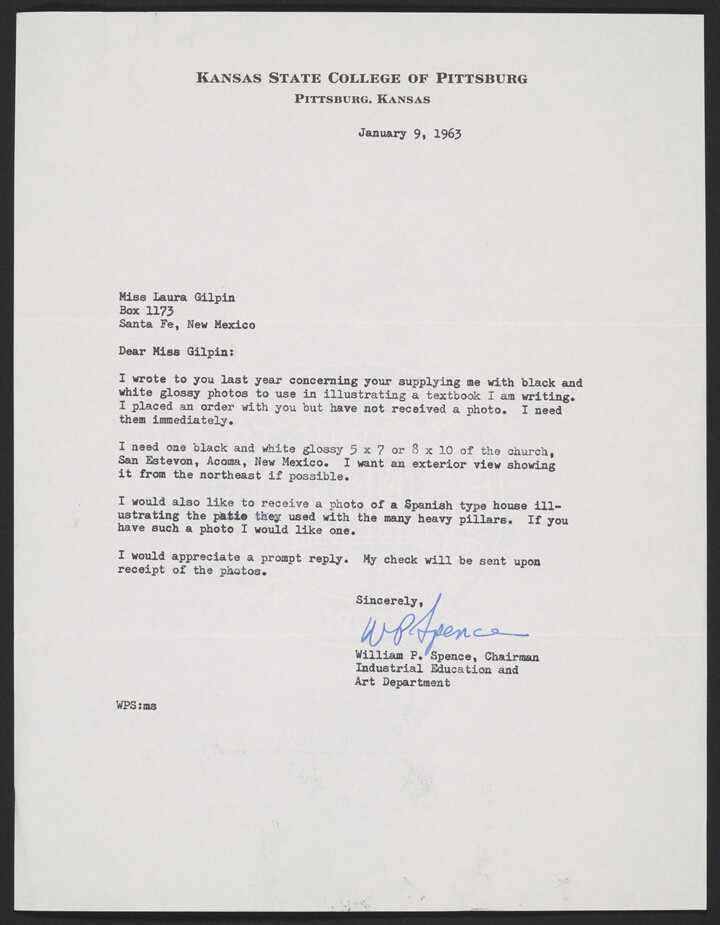 KANSAS STATE COLLEGE OF PITTSBURG
PITTSBURG, KANSAS
January 9, 1963
Miss Laura Gilpin
Box 1173
Santa Fe, New Mexico
Dear Miss Gilpin:
I wrote to you last year concerning your supplying me with black and
white glossy photos to use in illustrating a textbook I am writing.
I placed an order with you but have not received a photo.  I need
them immediately.
I need one black and white glossy 5 x 7 or 8 x 10 of the church,
San Estevon, Acoma, New Mexico.  I want an exterior view showing
it from the northeast if possible.
I would also like to receive a photo of a Spanish type house ill-
ustrating the patio they used with the many heavy pillars.  If you
have such a photo I would like one.
I would appreciate a prompt reply.  My check will be sent upon
receipt of the photos.
Sincerely,
WP Spence
William P. Spence, Chairman
Industrial Education and
Art Department
WPS:ms